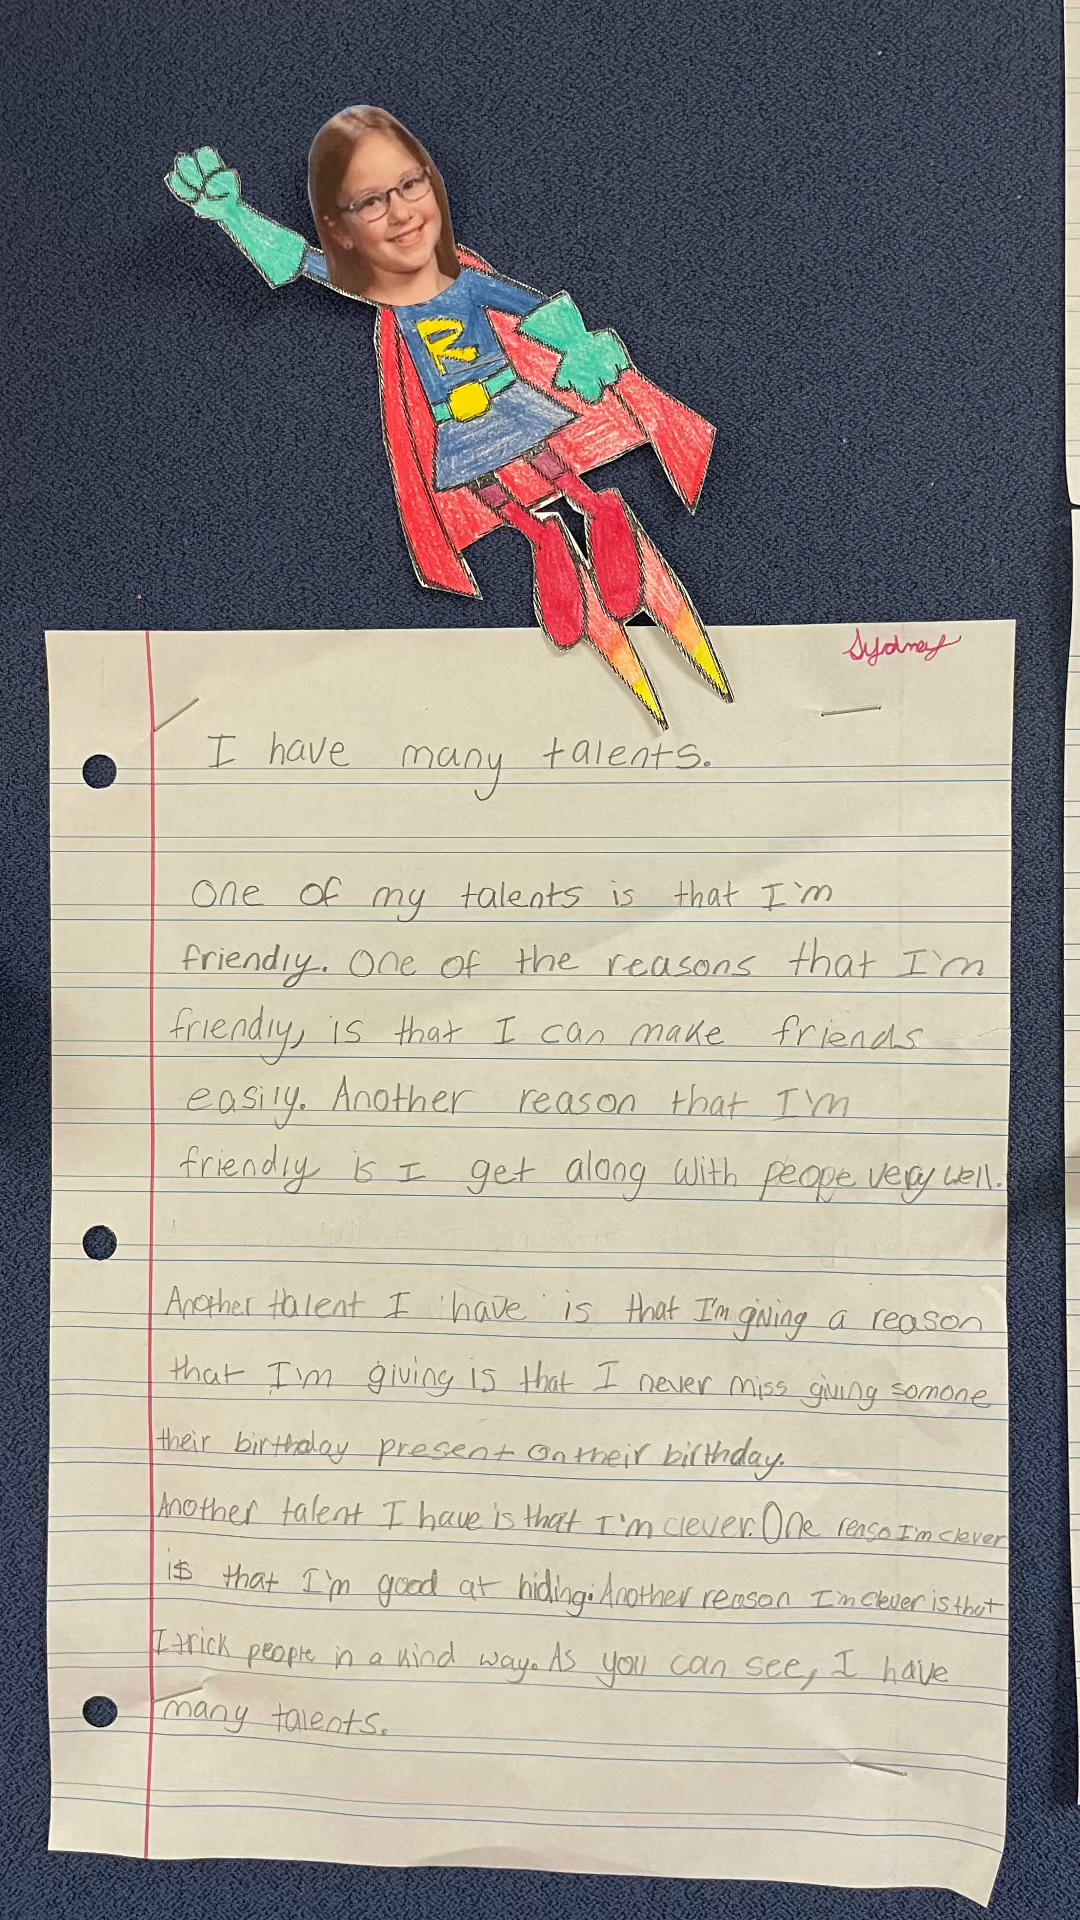 R
Sydney
I have many talents.
One of my talents is that I'm
friendly. One of the reasons that I'm
friendly, is that I can make friends
easily. Another reason that I'm
friendly is I get along with peope very well.
Another talent I have is that I'm giving a reason
that I'm giving is that I never miss giving somone
their birthday present on their birthday.
Another talent I have is that I'm clever. One renso I'm clever
is that I'm good at hiding. Another reason I'm clever is that
I trick people in a kind way. As you can see, I have
many talents.